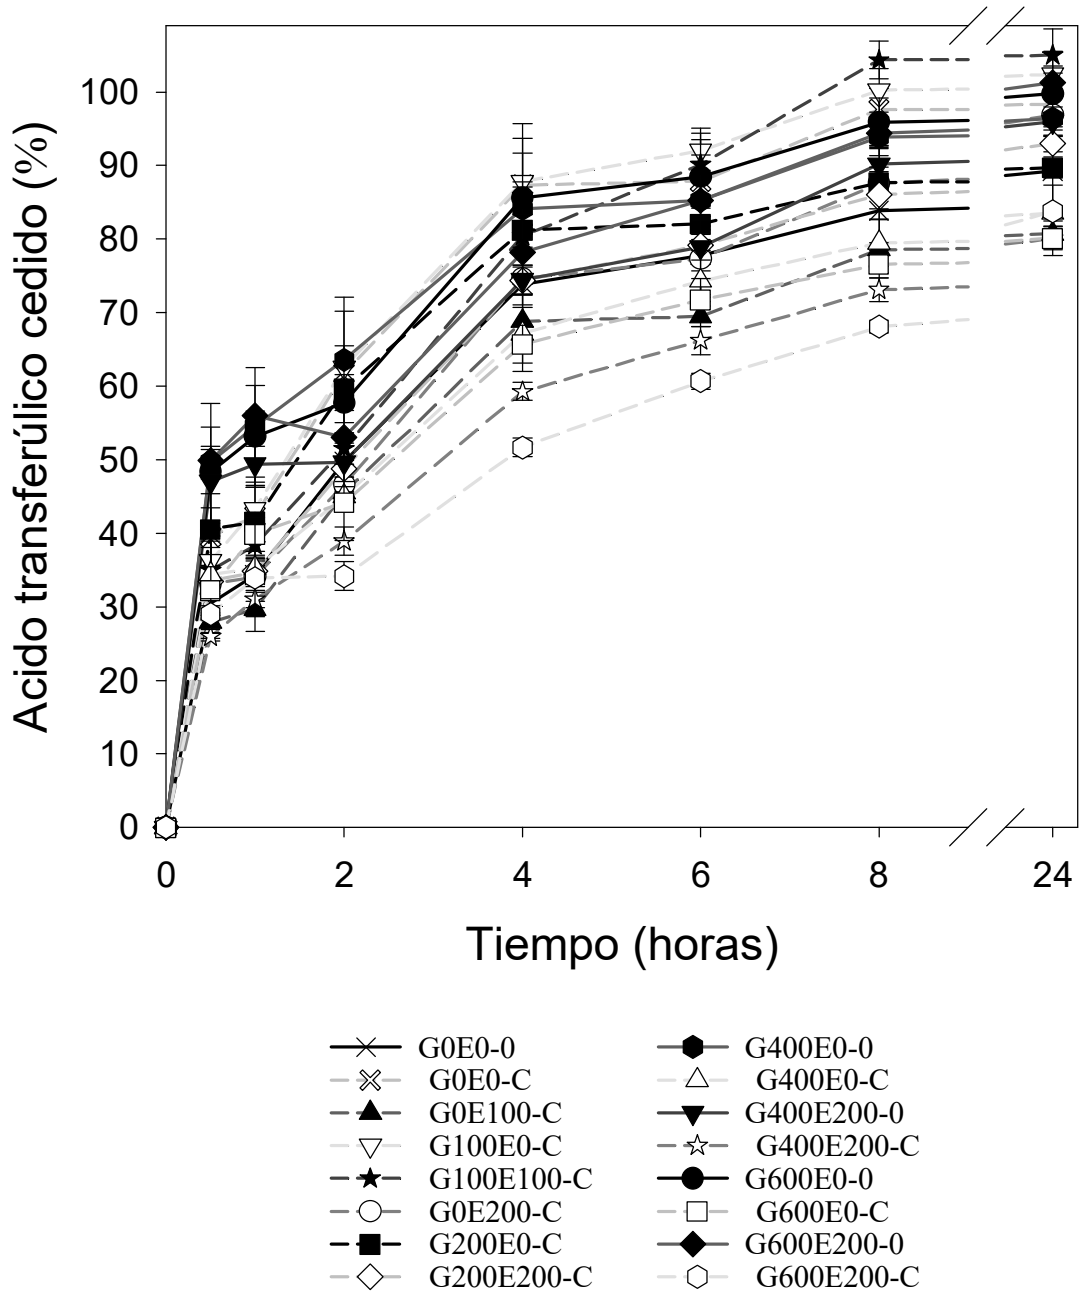 Acido transferúlico cedido (%)
100
90
80
70
60
50
40
30
20
10
0
0 2 4 6 8 24
Tiempo (horas)
G0E0-0
G0E0-C
G0E100-C
G100E0-C
G100E100-C
G0E200-C
G200E0-C
G200E200-C
G400E0-0
G400E0-C
G400E200-0
G400E200-C
G600E0-0
G600E0-C
G600E200-0
G600E200-C